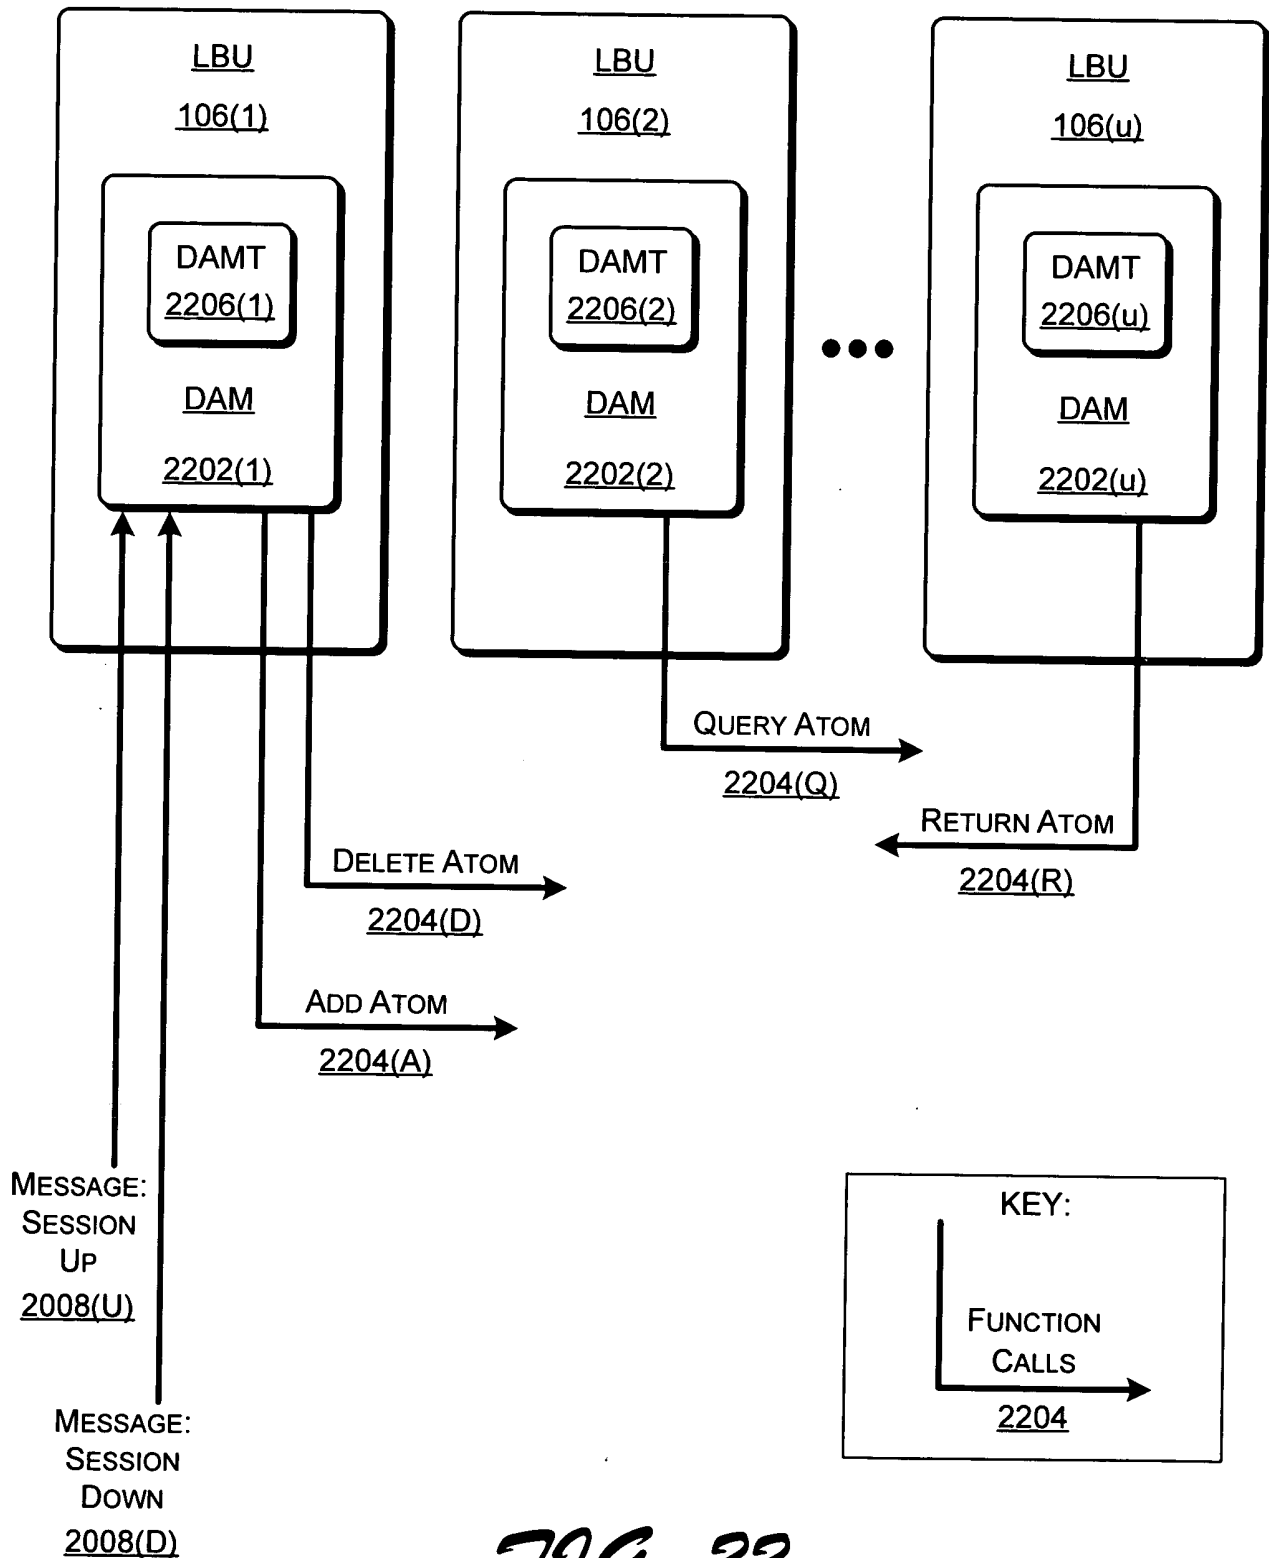 LBU
106(1)
DAMT
2206(1)
DAM
2202(1)
LBU
106(2)
DAMT
2206(2)
DAM
2202(2)
LBU
106(u)
DAMT
2206(u)
DAM
2202(u)
QUERY ATOM
2204(Q)
RETURN ATOM
2204(R)
DELETE ATOM
2204(D)
ADD ATOM
2204(A)
MESSAGE:
SESSION
UP
2008(U)
MESSAGE:
SESSION
DOWN
2008(D)
KEY:
FUNCTION
CALLS
2204
FIG. 22